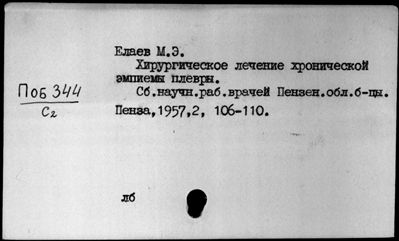 Елаев М.Э.
Хирургическое лечение хронической
эмпиемы плевры.
Поб 344
С2
Сб.научн.раб.врачей Пензен.обл.б-цы.
Пенза,1957,2, 106-110.
лб